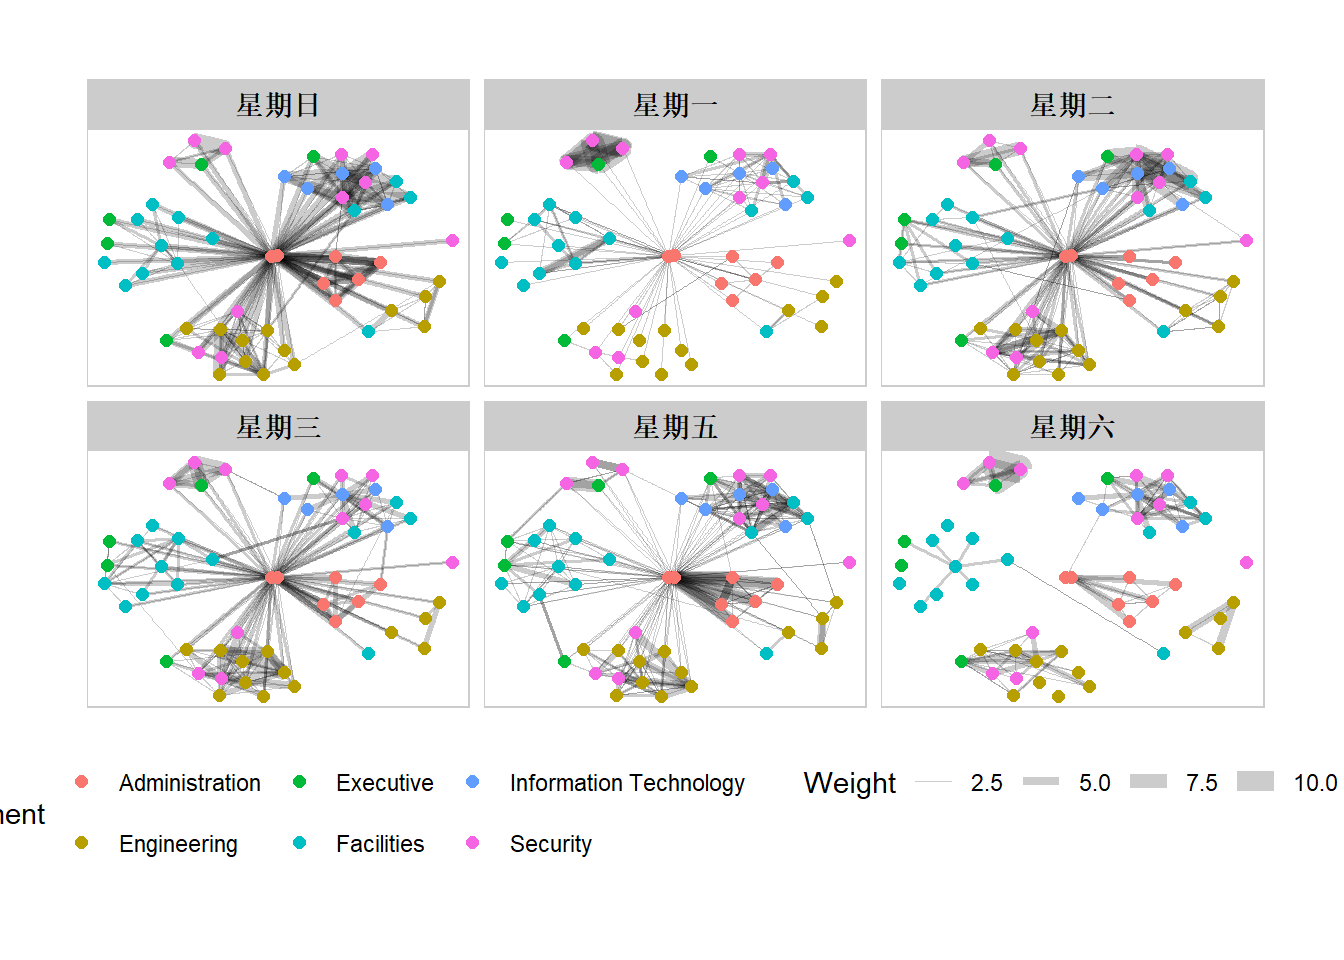 星期日
星期一
星期二
星期三
星期五
星期六
Administration Executive Information Technology
Weight 2.5 5.0 7.5 10.0
Engineering Facilities Security